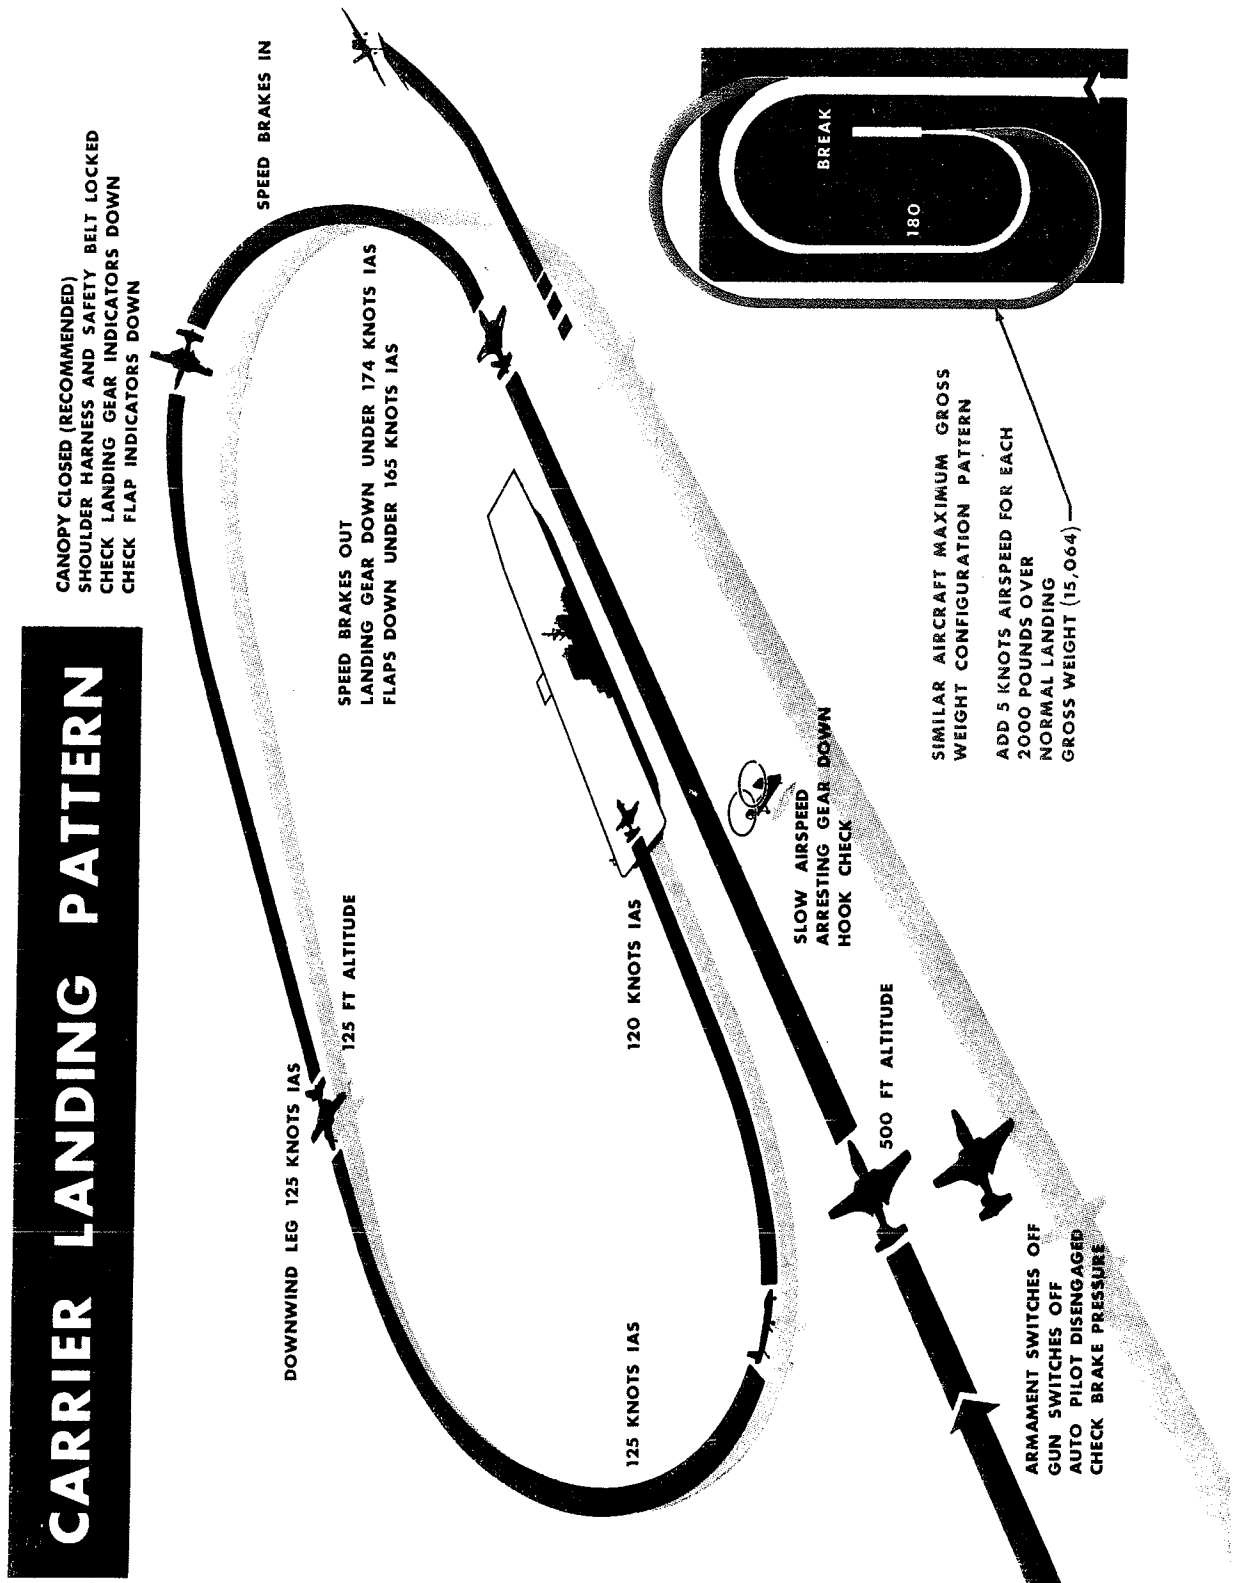 CARRIER LANDING PATTERN
CANOPY CLOSED (RECOMMENDED)
SHOULDER HARNESS AND SAFETY BELT LOCKED
CHECK LANDING GEAR INDICATORS DOWN
CHECK FLAP INDICATORS DOWN
SPEED BRAKES IN
DOWNWIND LEG 125 KNOTS IAS
125 FT ALTITUDE
SPEED BRAKES OUT
LANDING GEAR DOWN UNDER 174 KNOTS IAS
FLAPS DOWN UNDER 165 KNOTS IAS
125 KNOTS IAS
120 KNOTS IAS
SLOW AIRSPEED
ARRESTING GEAR DOWN
HOOK CHECK
500 FT ALTITUDE
ARMAMENT SWITCHES OFF
GUN SWITCHES OFF
AUTO PILOT DISENGAGED
CHECK BRAKE PRESSURE
BREAK
180
SIMILAR AIRCRAFT MAXIMUM GROSS
WEIGHT CONFIGURATION PATTERN
ADD 5 KNOTS AIRSPEED FOR EACH
2000 POUNDS OVER
NORMAL LANDING
GROSS WEIGHT (15,064)